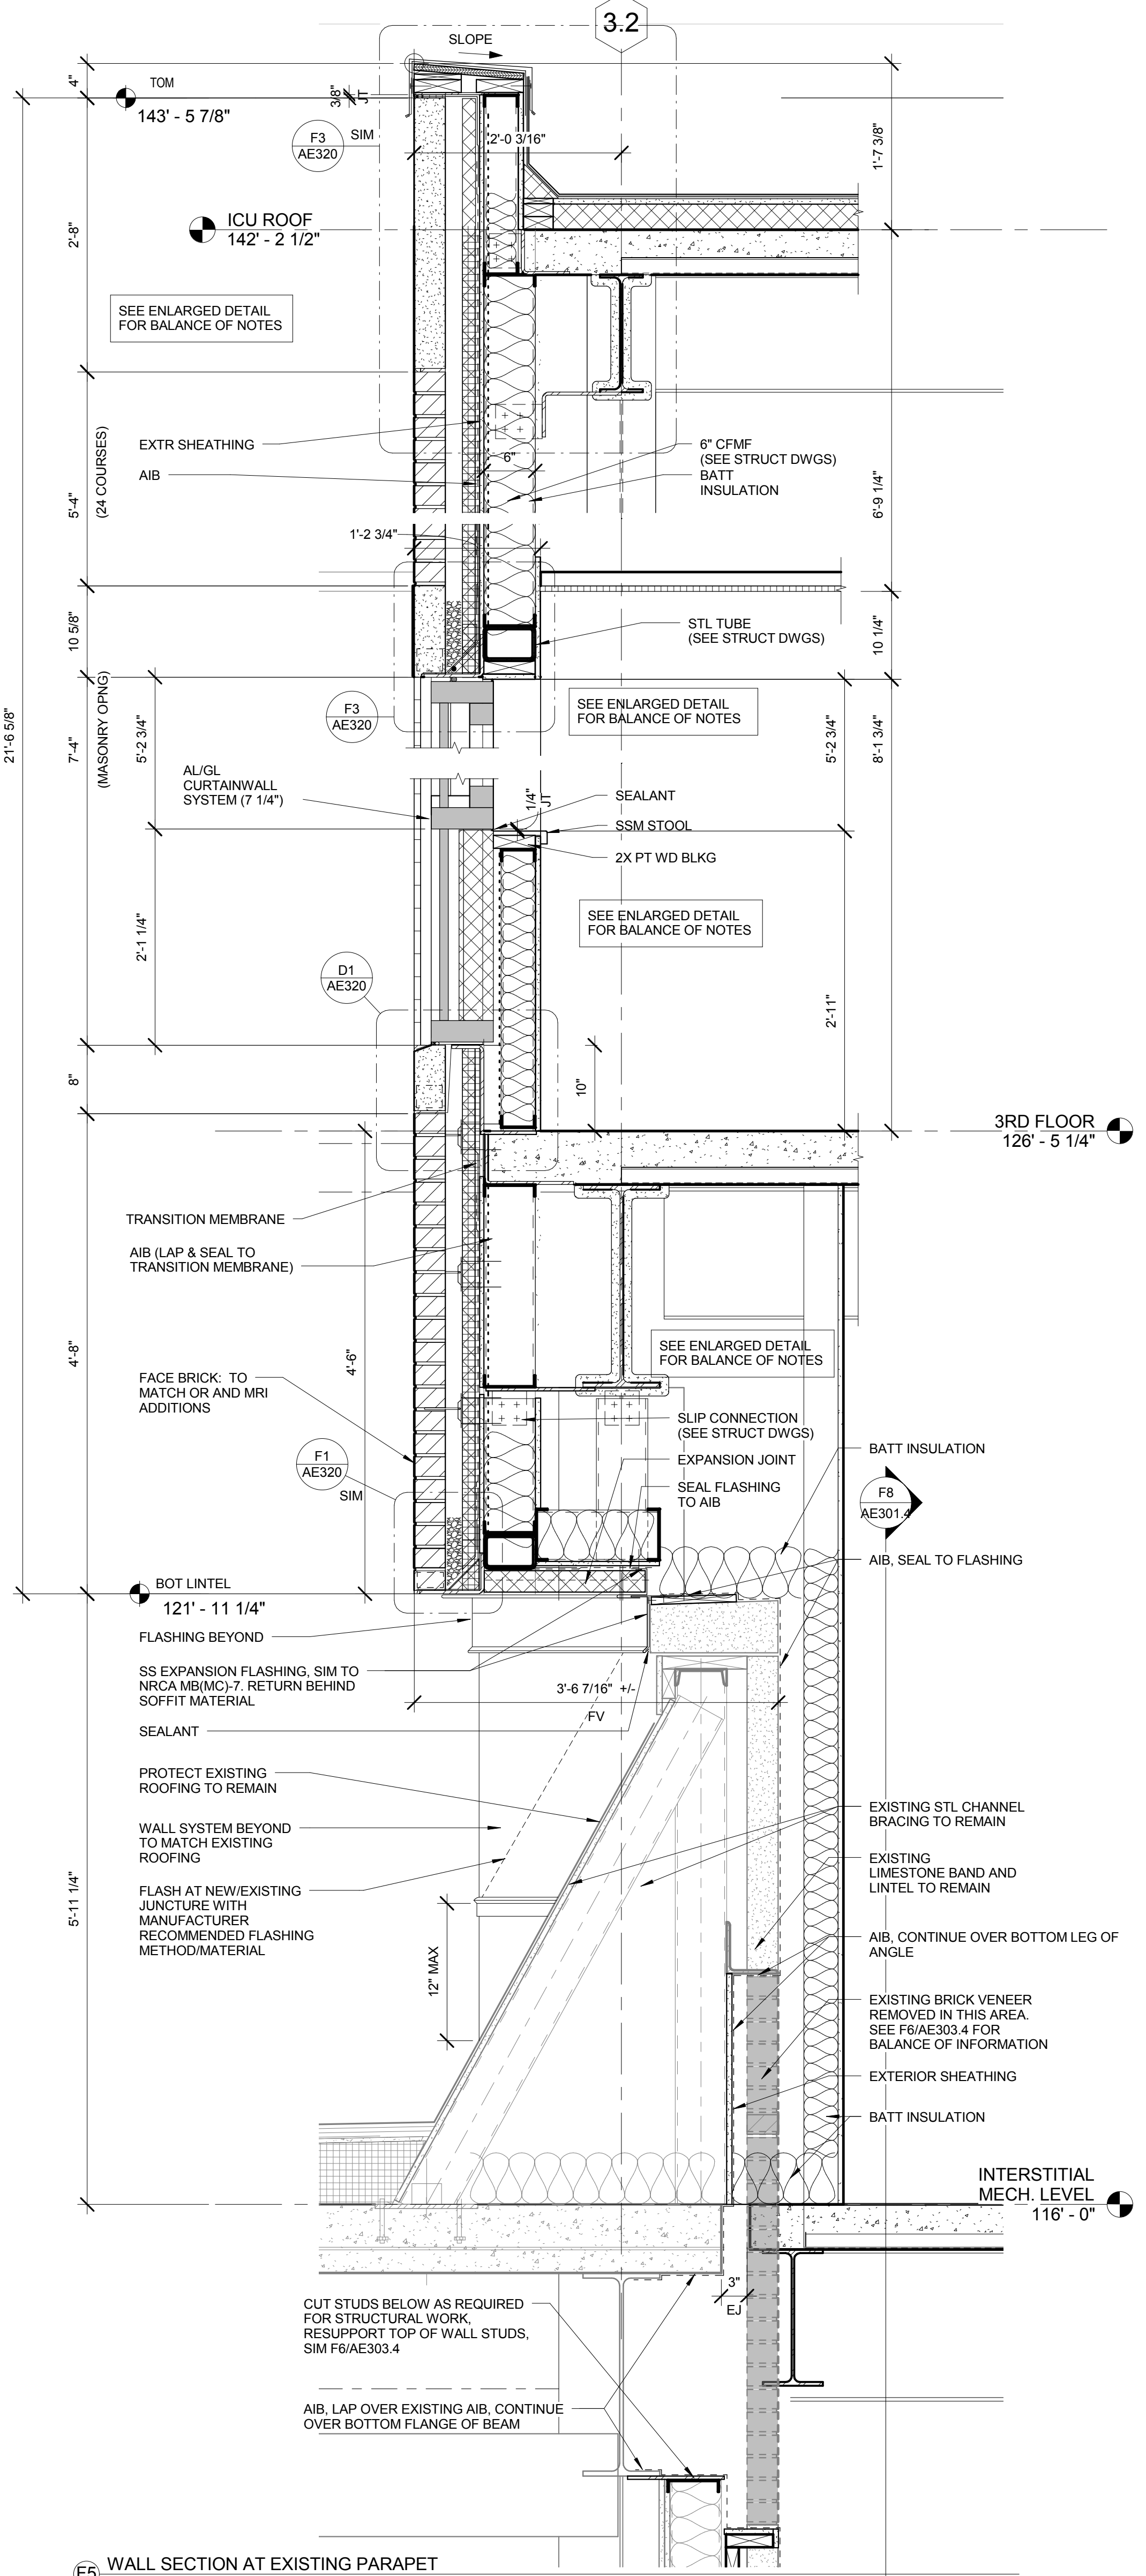 3.2
SLOPE
4"
TOM
143' - 5 7/8"
3/8"
JT
F3
AE320
SIM
2'-0 3/16"
1'-7 3/8"
ICU ROOF
142' - 2 1/2"
2'-8"
SEE ENLARGED DETAIL
FOR BALANCE OF NOTES
EXTR SHEATHING
AIB
5'-4"
(24 COURSES)
6"
6" CFMF
(SEE STRUCT DWGS)
BATT
INSULATION
6'-9 1/4"
1'-2 3/4"
10 5/8"
STL TUBE
(SEE STRUCT DWGS)
10 1/4"
F3
AE320
SEE ENLARGED DETAIL
FOR BALANCE OF NOTES
21'-6 5/8"
7'-4"
(MASONRY OPNG)
5'-2 3/4"
5'-2 3/4"
8'-1 3/4"
AL/GL
CURTAINWALL
SYSTEM (7 1/4")
1/4"
JT
SEALANT
SSM STOOL
2X PT WD BLKG
2'-1 1/4"
SEE ENLARGED DETAIL
FOR BALANCE OF NOTES
D1
AE320
2'-11"
8"
10"
3RD FLOOR
126' - 5 1/4"
TRANSITION MEMBRANE
AIB (LAP & SEAL TO
TRANSITION MEMBRANE)
4'-8"
4'-6"
SEE ENLARGED DETAIL
FOR BALANCE OF NOTES
FACE BRICK: TO
MATCH OR AND MRI
ADDITIONS
SLIP CONNECTION
(SEE STRUCT DWGS)
EXPANSION JOINT
SEAL FLASHING
TO AIB
BATT INSULATION
F1
AE320
SIM
F8
AE301.4
AIB, SEAL TO FLASHING
BOT LINTEL
121' - 11 1/4"
FLASHING BEYOND
SS EXPANSION FLASHING, SIM TO
NRCA MB(MC)-7. RETURN BEHIND
SOFFIT MATERIAL
3'-6 7/16" +/-
FV
SEALANT
PROTECT EXISTING
ROOFING TO REMAIN
WALL SYSTEM BEYOND
TO MATCH EXISTING
ROOFING
FLASH AT NEW/EXISTING
JUNCTURE WITH
MANUFACTURER
RECOMMENDED FLASHING
METHOD/MATERIAL
5'-11 1/4"
12" MAX
EXISTING STL CHANNEL
BRACING TO REMAIN
EXISTING
LIMESTONE BAND AND
LINTEL TO REMAIN
AIB, CONTINUE OVER BOTTOM LEG OF
ANGLE
EXISTING BRICK VENEER
REMOVED IN THIS AREA.
SEE F6/AE303.4 FOR
BALANCE OF INFORMATION
EXTERIOR SHEATHING
BATT INSULATION
INTERSTITIAL
MECH. LEVEL
116' - 0"
3"
EJ
CUT STUDS BELOW AS REQUIRED
FOR STRUCTURAL WORK,
RESUPPORT TOP OF WALL STUDS,
SIM F6/AE303.4
AIB, LAP OVER EXISTING AIB, CONTINUE
OVER BOTTOM FLANGE OF BEAM
F5
WALL SECTION AT EXISTING PARAPET